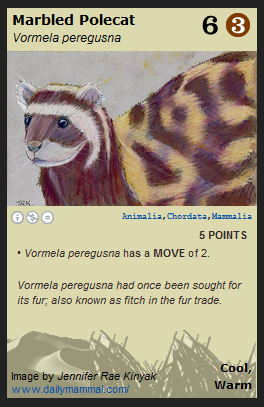 Marbled Polecat
Vormela peregusna
6 3
TRK.
Animalia,Chordata,Mammalia
5 POINTS
• Vormela peregusna has a MOVE of 2.
Vormela peregusna had once been sought for
its fur; also known as fitch in the fur trade.
Cool,
Warm
Image by Jennifer Rae Kinyak
www.dailymammal.com/